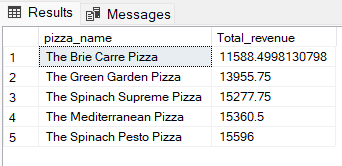 Results Messages
pizza_name Total_revenue
1 The Brie Carre Pizza 11588.4998130798
2 The Green Garden Pizza 13955.75
3 The Spinach Supreme Pizza 15277.75
4 The Mediterranean Pizza 15360.5
5 The Spinach Pesto Pizza 15596